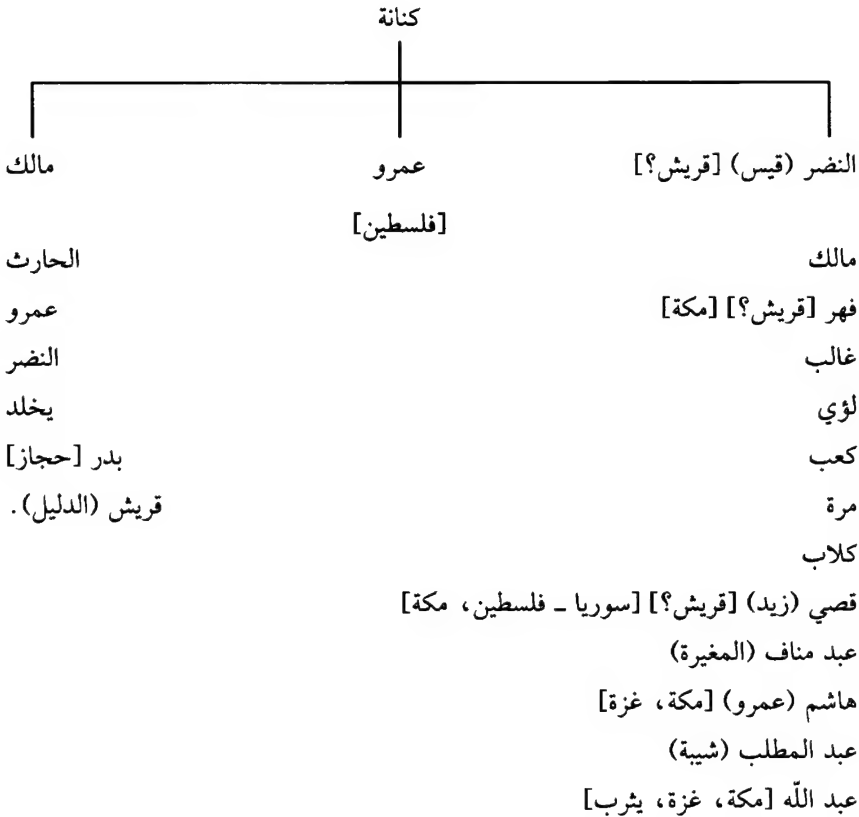 كنانة
النضر (قيس) [قريش؟] عمرو مالك
[فلسطين]
مالك الحارث
فهر [قريش؟] [مكة] عمرو
غالب النضر
لؤي يخلد
كعب بدر [حجاز]
مرة قريش (الدليل).
كلاب
قصي (زيد) [قريش؟] [سوريا ـ فلسطين، مكة]
عبد مناف (المغيرة)
هاشم (عمرو) [مكة، غزة]
عبد المطلب (شيبة)
عبد اللّه [مكة، غزة، يثرب]